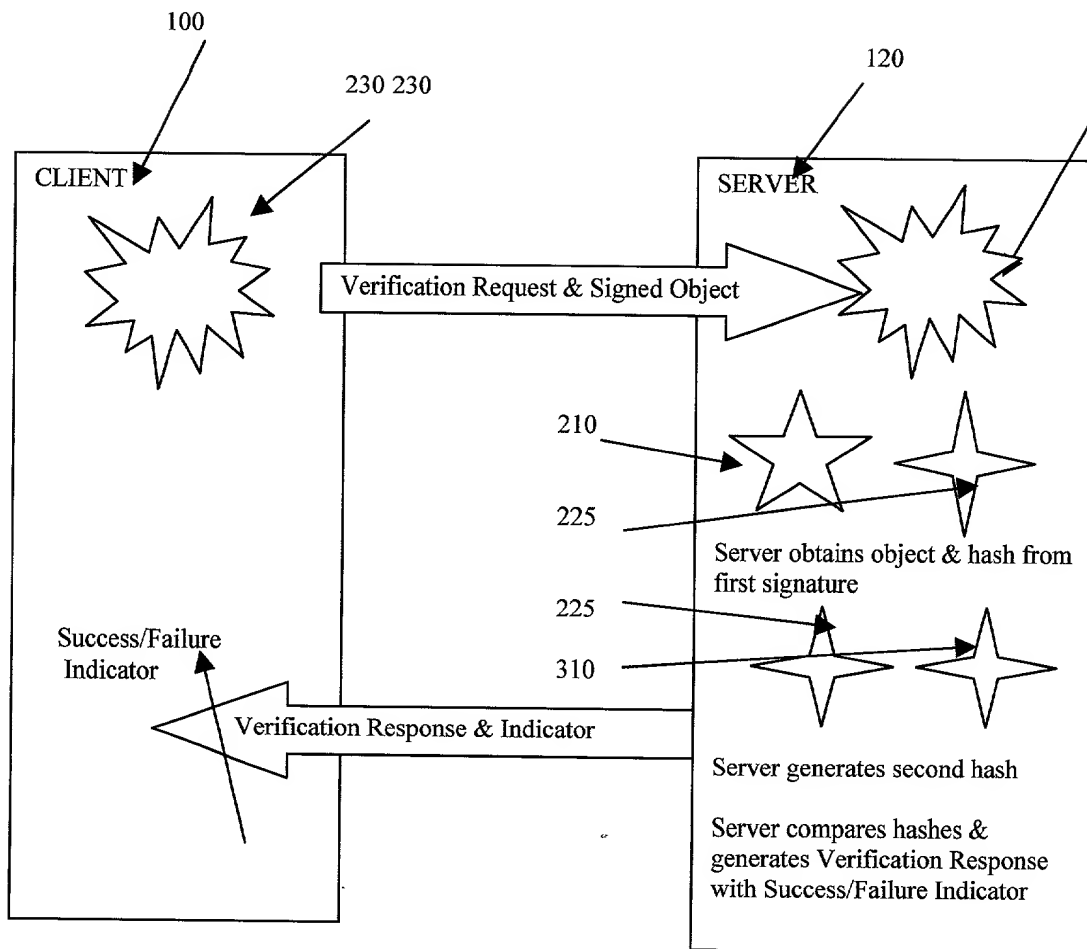 100
230 230
120
CLIENT
SERVER
Verification Request & Signed Object
210
225
Server obtains object & hash from
first signature
225
310
Success/Failure
Indicator
Verification Response & Indicator
Server generates second hash
Server compares hashes &
generates Verification Response
with Success/Failure Indicator